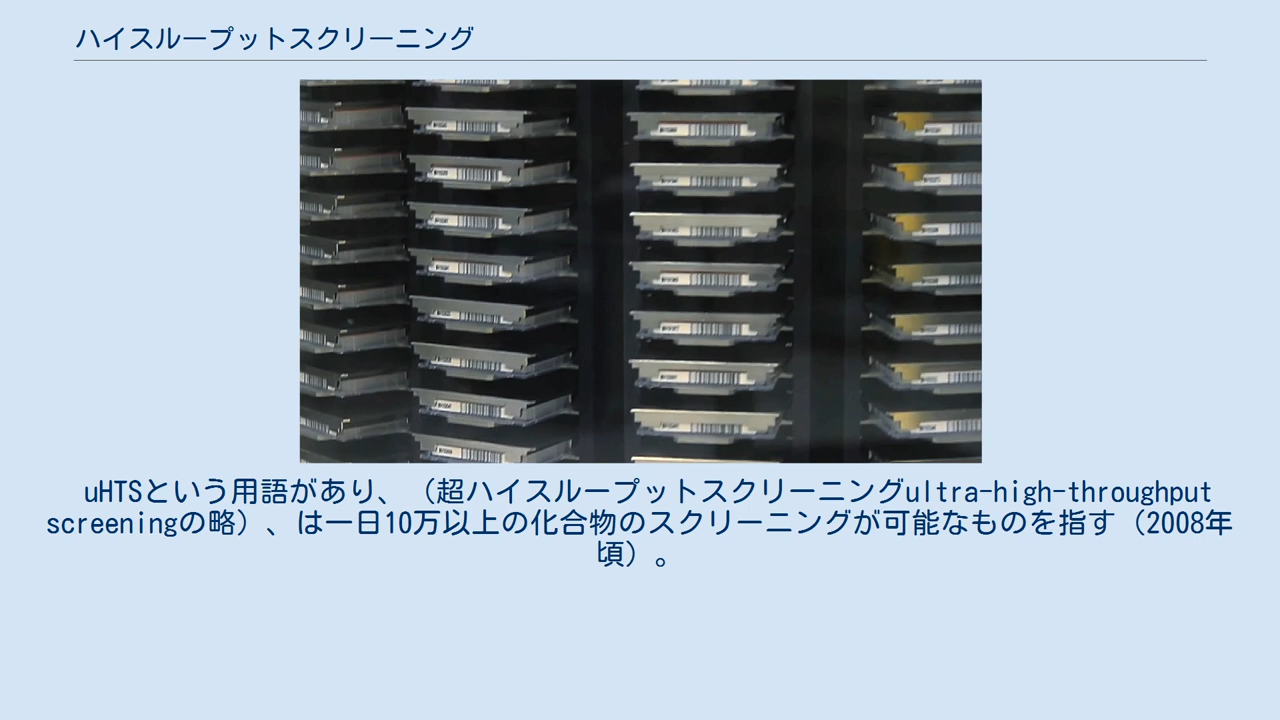 ハイスループットスクリーニング
uHTSという用語があり、（超ハイスループットスクリーニングultra-high-throughput
screeningの略）、は一日10万以上の化合物のスクリーニングが可能なものを指す（2008年
頃）。